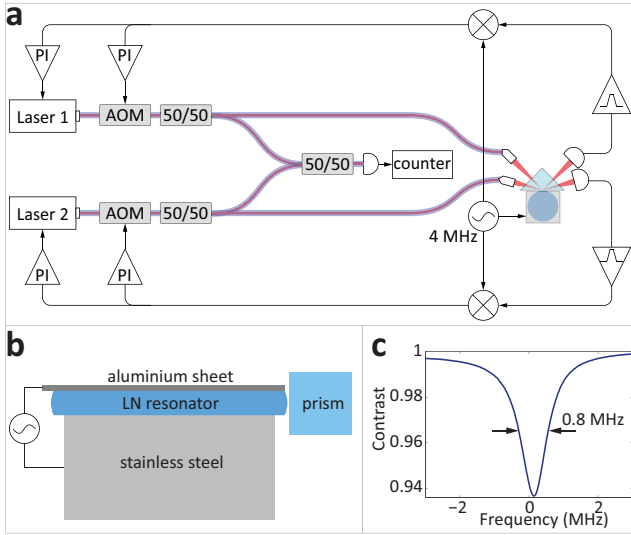 a
PI
PI
Laser 1
AOM
50/50
50/50
counter
Laser 2
AOM
50/50
4 MHz
PI
PI
b
aluminium sheet
LN resonator
prism
stainless steel
c
1
0.98
0.96
0.94
Contrast
0.8 MHz
−2
0
2
Frequency (MHz)